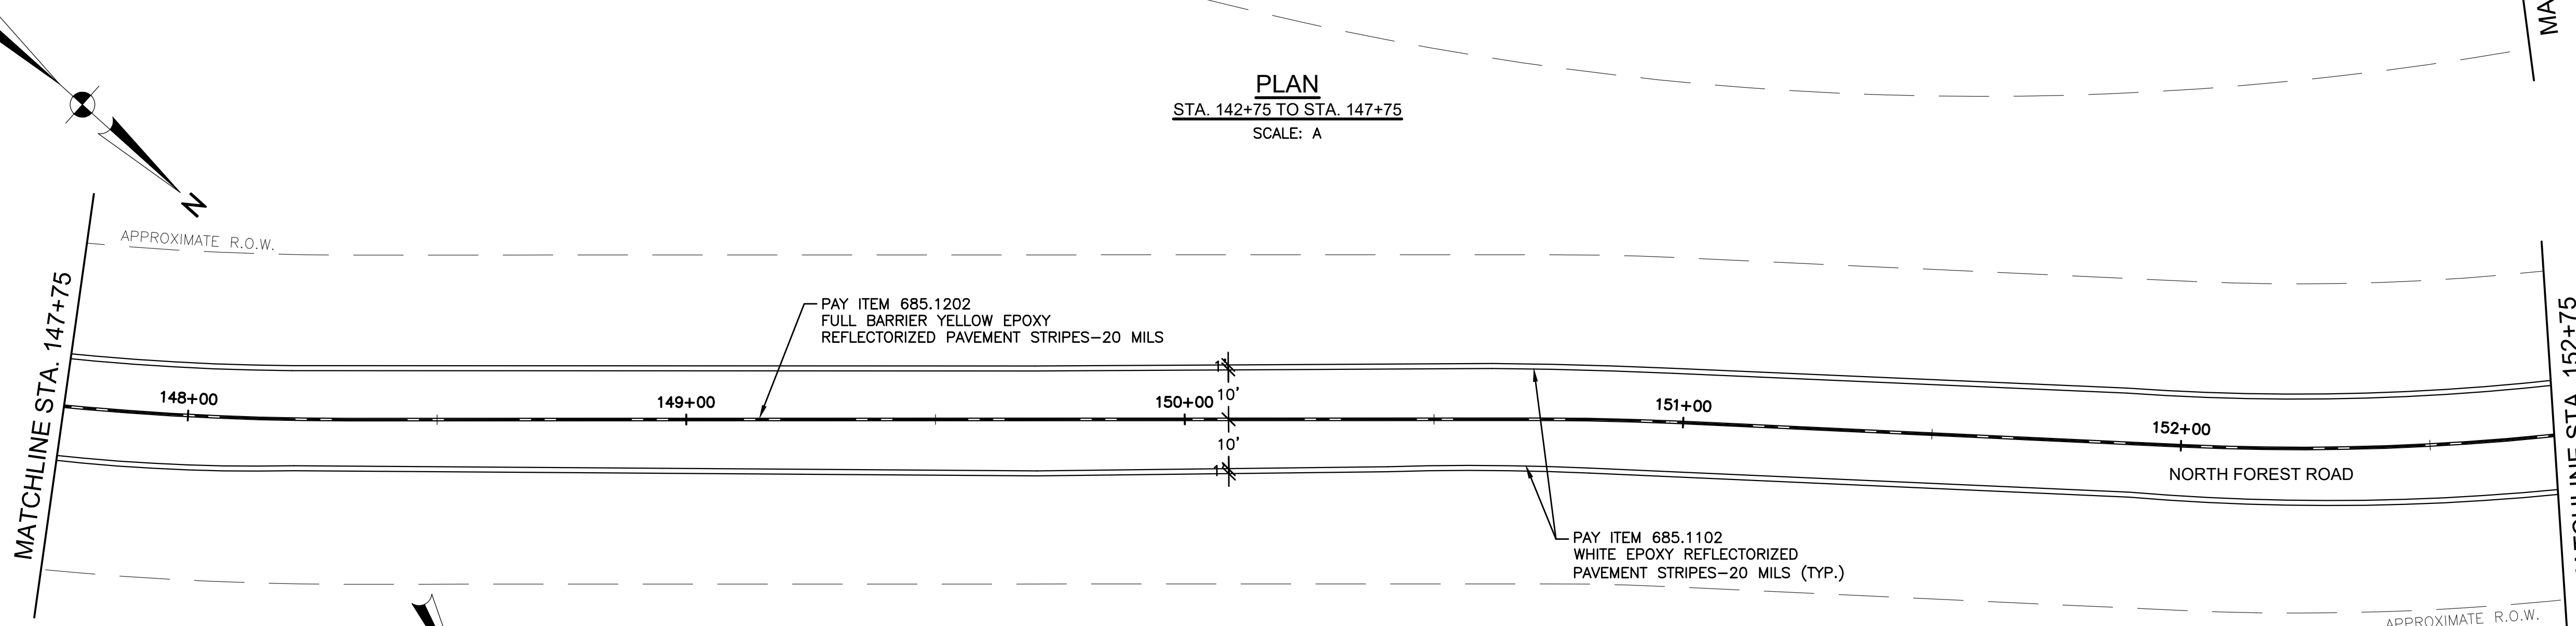 MA
PLAN
STA. 142+75 TO STA. 147+75
SCALE: A
N
APPROXIMATE R.O.W.
MATCHLINE STA. 147+75
PAY ITEM 685.1202
FULL BARRIER YELLOW EPOXY
REFLECTORIZED PAVEMENT STRIPES-20 MILS
1'
10'
148+00
149+00
150+00
151+00
152+00
10'
1'
NORTH FOREST ROAD
MATCHLINE STA. 152+75
PAY ITEM 685.1102
WHITE EPOXY REFLECTORIZED
PAVEMENT STRIPES-20 MILS (TYP.)
APPROXIMATE R.O.W.